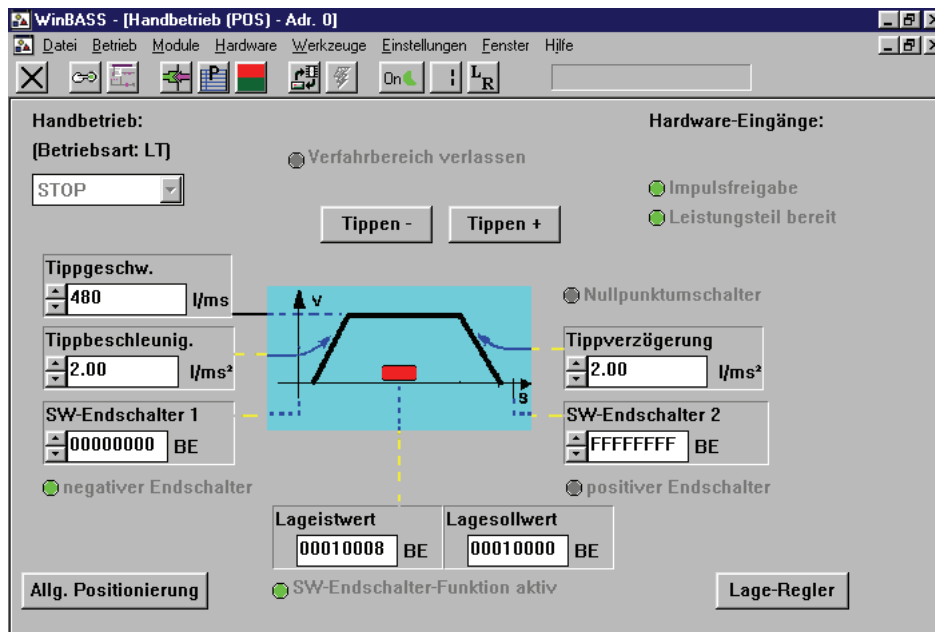 WinBASS - [Handbetrieb (POS) - Adr. 0]
Datei Betrieb Module Hardware Werkzeuge Einstellungen Fenster Hilfe
P On L R
Handbetrieb:
Hardware-Eingänge:
(Betriebsart: LT)
Verfahrbereich verlassen
STOP
Impulsfreigabe
Leistungsteil bereit
Tippen - Tippen +
Tippgeschw.
480 I/ms
V
Nullpunktumschalter
Tippbeschleunig.
2.00 I/ms²
Tippverzögerung
2.00 I/ms²
S
SW-Endschalter 1
00000000 BE
SW-Endschalter 2
FFFFFFFF BE
negativer Endschalter
positiver Endschalter
Lageistwert
00010008 BE
Lagesollwert
00010000 BE
SW-Endschalter-Funktion aktiv
Allg. Positionierung
Lage-Regler